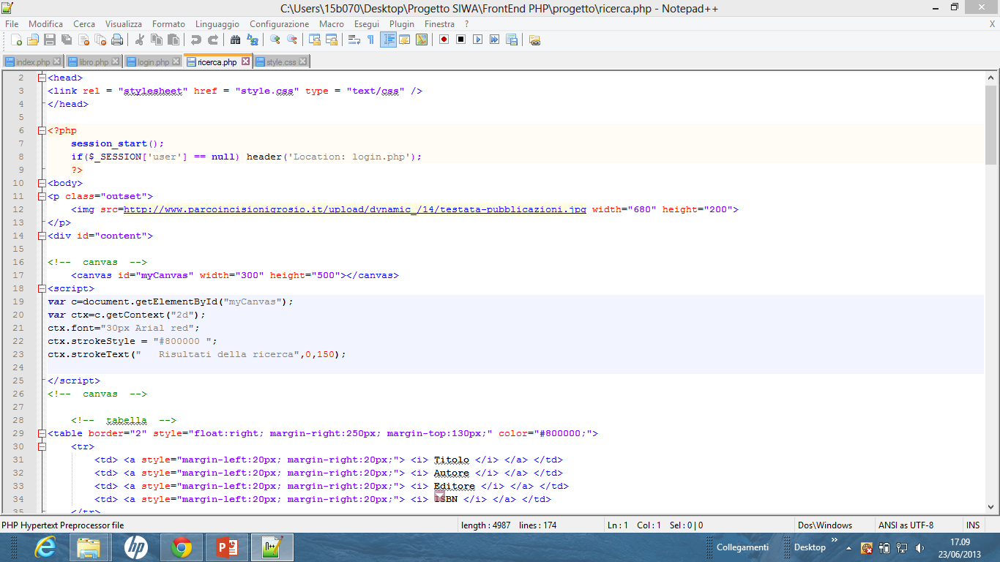 C:\Users\15b070\Desktop\Progetto SIWA\FrontEnd PHP\progetto\ricerca.php - Notepad++
File Modifica Cerca Visualizza Formato Linguaggio Configurazione Macro Esegui Plugin Finestra ? X
index.php libro.php login.php ricerca.php style.css
2 <head>
3 <link rel = "stylesheet" href = "style.css" type = "text/css" />
4 </head>
5
6 <?php
7 session_start();
8 if($_SESSION['user'] == null) header('Location: login.php');
9 ?>
10 <body>
11 <p class="outset">
12 <img src=http://www.parcoincisionigrosio.it/upload/dynamic_/14/testata-pubblicazioni.jpg width="680" height="200">
13 </p>
14 <div id="content">
15
16 <!-- canvas -->
17 <canvas id="myCanvas" width="300" height="500"></canvas>
18 <script>
19 var c=document.getElementById("myCanvas");
20 var ctx=c.getContext("2d");
21 ctx.font="30px Arial red";
22 ctx.strokeStyle = "#800000 ";
23 ctx.strokeText("   Risultati della ricerca",0,150);
24
25 </script>
26 <!-- canvas -->
27
28 <!-- tabella -->
29 <table border="2" style="float:right; margin-right:250px; margin-top:130px;" color="#800000;">
30 <tr>
31 <td> <a style="margin-left:20px; margin-right:20px;"> <i> Titolo </i> </a> </td>
32 <td> <a style="margin-left:20px; margin-right:20px;"> <i> Autore </i> </a> </td>
33 <td> <a style="margin-left:20px; margin-right:20px;"> <i> Editore </i> </a> </td>
34 <td> <a style="margin-left:20px; margin-right:20px;"> <i> ISBN </i> </a> </td>
35 </tr>
PHP Hypertext Preprocessor file length : 4987 lines : 174 Ln : 1 Col : 1 Sel : 0 | 0 Dos\Windows ANSI as UTF-8 INS
Collegamenti Desktop 17.09
23/06/2013